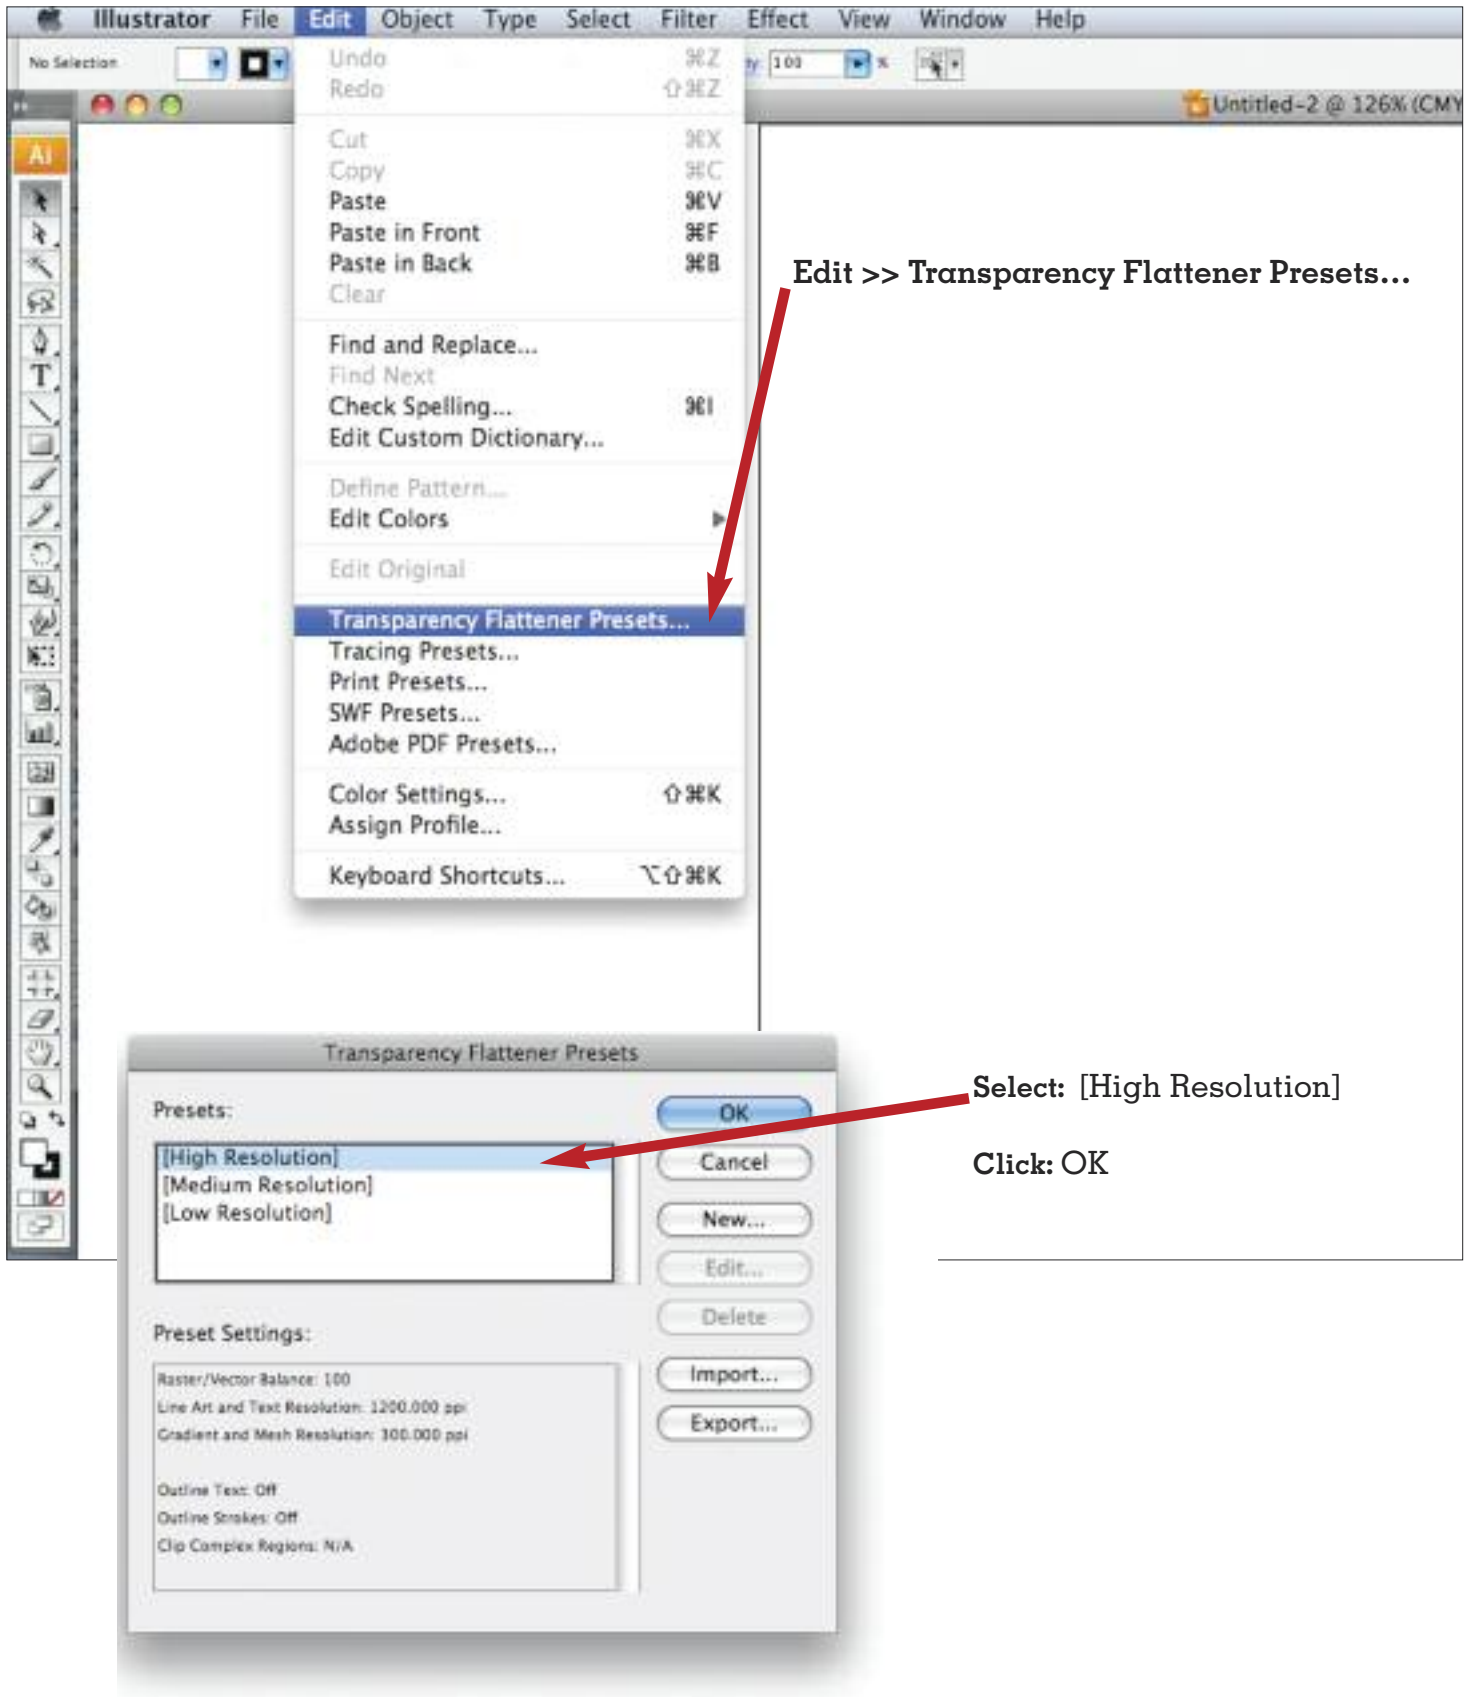 Illustrator File Edit Object Type Select Filter Effect View Window Help
No Selection
100 %
Untitled-2 @ 126% (CMY
Ai
Undo ⌘Z
Redo ⇧⌘Z
Cut ⌘X
Copy ⌘C
Paste ⌘V
Paste in Front ⌘F
Paste in Back ⌘B
Clear
Find and Replace...
Find Next
Check Spelling... ⌘I
Edit Custom Dictionary...
Define Pattern...
Edit Colors
Edit Original
Transparency Flattener Presets...
Tracing Presets...
Print Presets...
SWF Presets...
Adobe PDF Presets...
Color Settings... ⇧⌘K
Assign Profile...
Keyboard Shortcuts... ⌥⇧⌘K
Edit >> Transparency Flattener Presets...
Transparency Flattener Presets
Presets:
[High Resolution]
[Medium Resolution]
[Low Resolution]
OK
Cancel
New...
Edit...
Delete
Import...
Export...
Preset Settings:
Raster/Vector Balance: 100
Line Art and Text Resolution: 1200.000 ppi
Gradient and Mesh Resolution: 300.000 ppi
Outline Text: Off
Outline Strokes: Off
Clip Complex Regions: N/A
Select: [High Resolution]
Click: OK